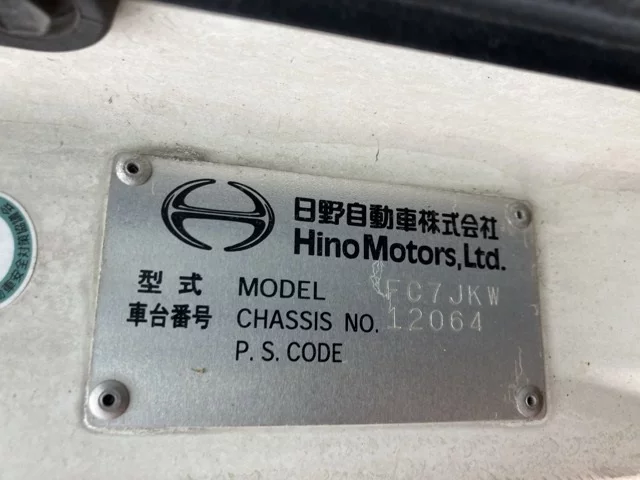 日野自動車株式会社
Hino Motors, Ltd.
型式 MODEL FC7JKW
車台番号 CHASSIS NO. 12064
P. S. CODE